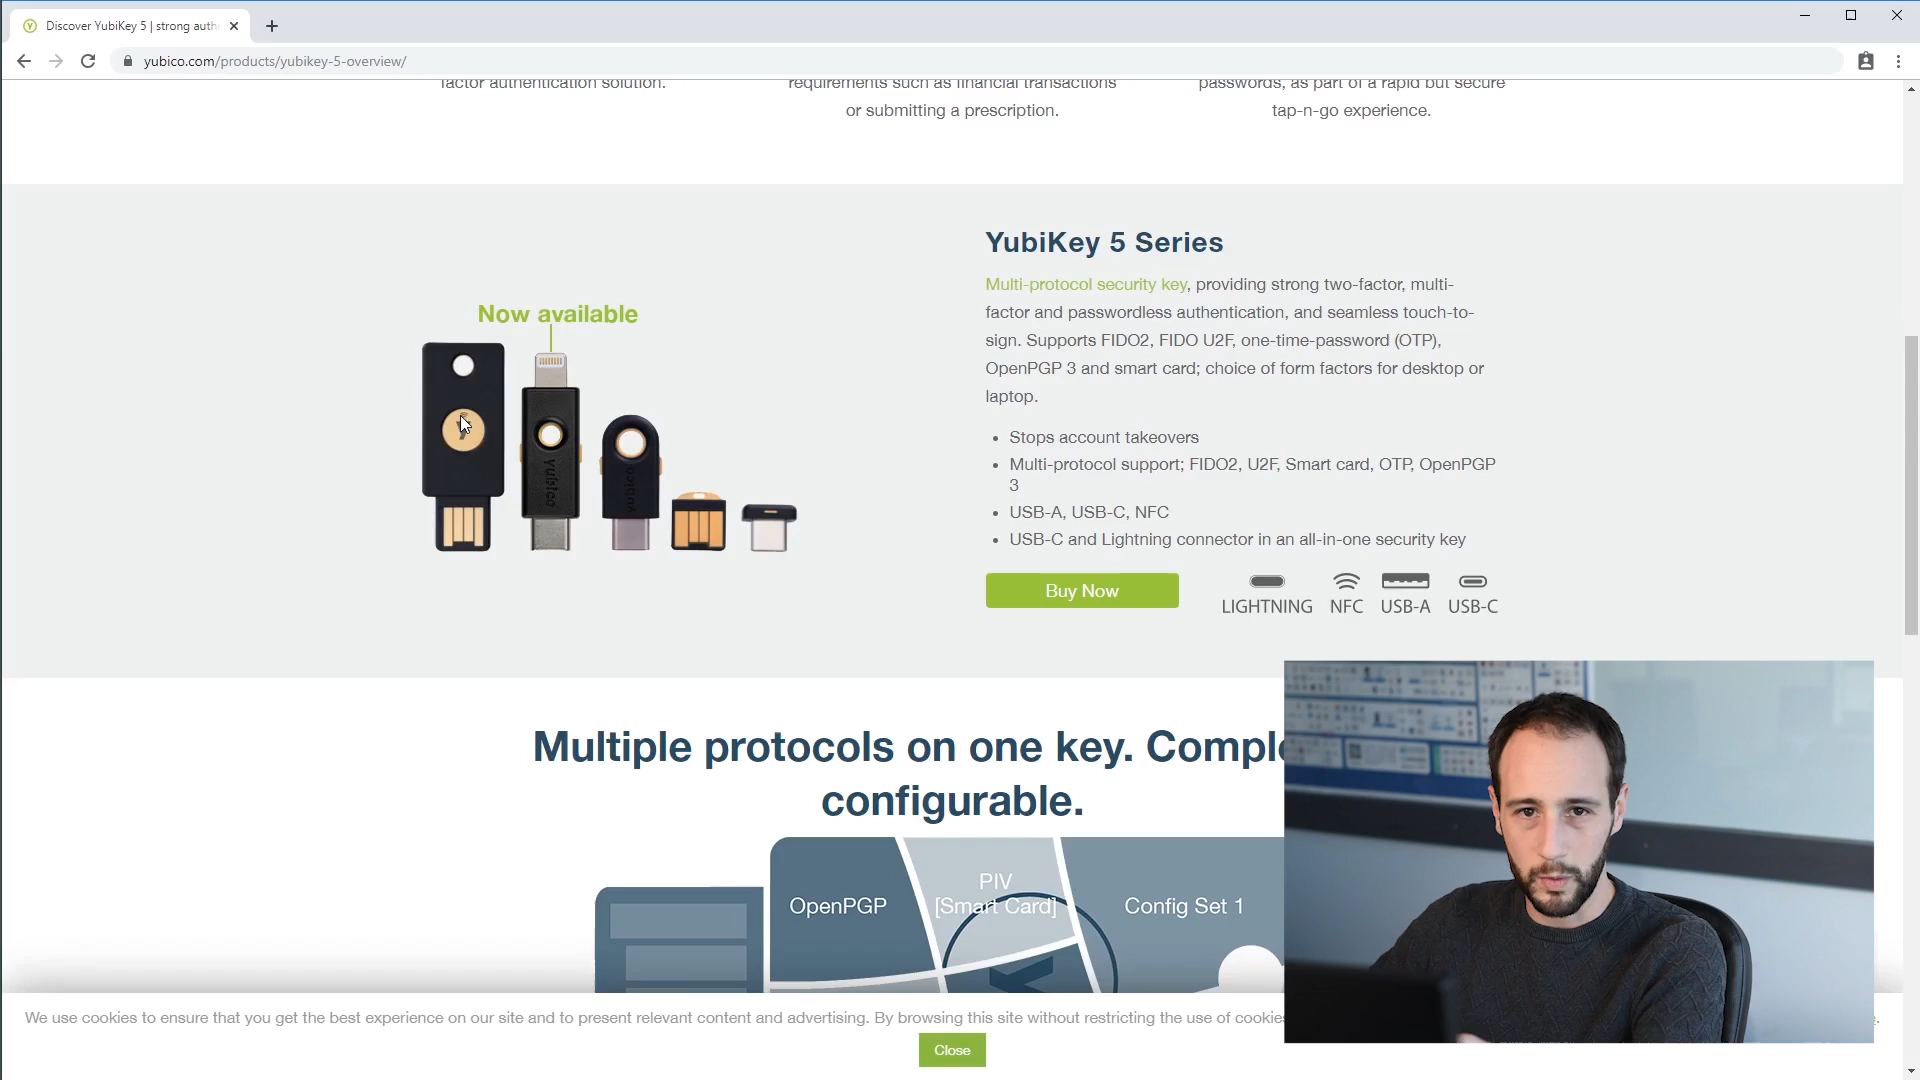 Discover YubiKey 5 | strong auth
yubico.com/products/yubikey-5-overview/
factor authentication solution.
requirements such as financial transactions
or submitting a prescription.
passwords, as part of a rapid but secure
tap-n-go experience.
Now available
yubico
yubico
YubiKey 5 Series
Multi-protocol security key, providing strong two-factor, multi-
factor and passwordless authentication, and seamless touch-to-
sign. Supports FIDO2, FIDO U2F, one-time-password (OTP),
OpenPGP 3 and smart card; choice of form factors for desktop or
laptop.
• Stops account takeovers
• Multi-protocol support; FIDO2, U2F, Smart card, OTP, OpenPGP
3
• USB-A, USB-C, NFC
• USB-C and Lightning connector in an all-in-one security key
Buy Now
LIGHTNING NFC USB-A USB-C
Multiple protocols on one key. Comple
configurable.
OpenPGP
PIV
[Smart Card]
Config Set 1
We use cookies to ensure that you get the best experience on our site and to present relevant content and advertising. By browsing this site without restricting the use of cookies
Close